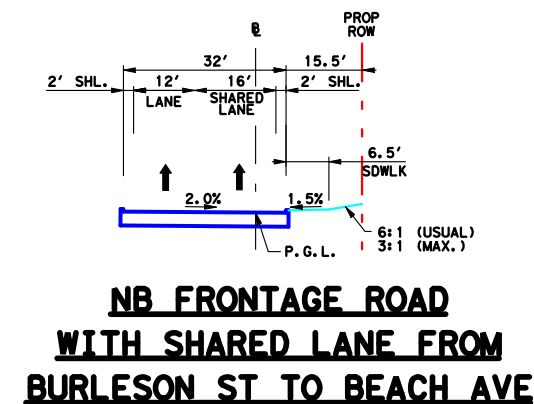 PROP
ROW
℄
32' 15.5'
2' SHL. 12' 16' 2' SHL.
LANE SHARED
LANE
6.5'
SDWLK
2.0% 1.5%
6:1 (USUAL)
3:1 (MAX.)
P.G.L.
NB FRONTAGE ROAD
WITH SHARED LANE FROM
BURLESON ST TO BEACH AVE